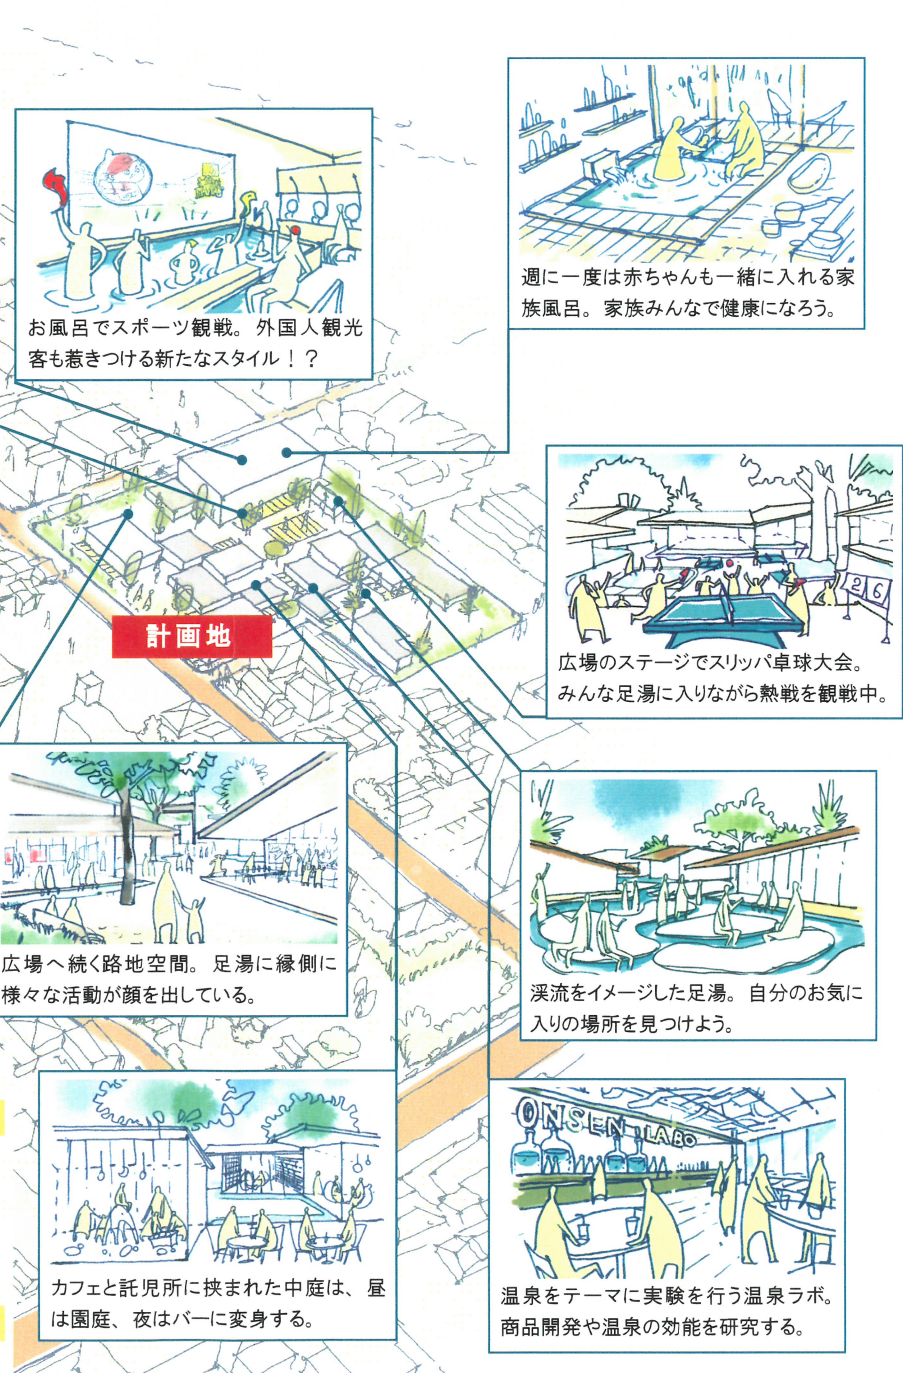 お風呂でスポーツ観戦。外国人観光
客も惹きつける新たなスタイル！？
週に一度は赤ちゃんも一緒に入れる家
族風呂。家族みんなで健康になろう。
26
広場のステージでスリッパ卓球大会。
みんな足湯に入りながら熱戦を観戦中。
計画地
広場へ続く路地空間。足湯に縁側に
様々な活動が顔を出している。
渓流をイメージした足湯。自分のお気に
入りの場所を見つけよう。
カフェと託児所に挟まれた中庭は、昼
は園庭、夜はバーに変身する。
ONSEN LABO
温泉をテーマに実験を行う温泉ラボ。
商品開発や温泉の効能を研究する。